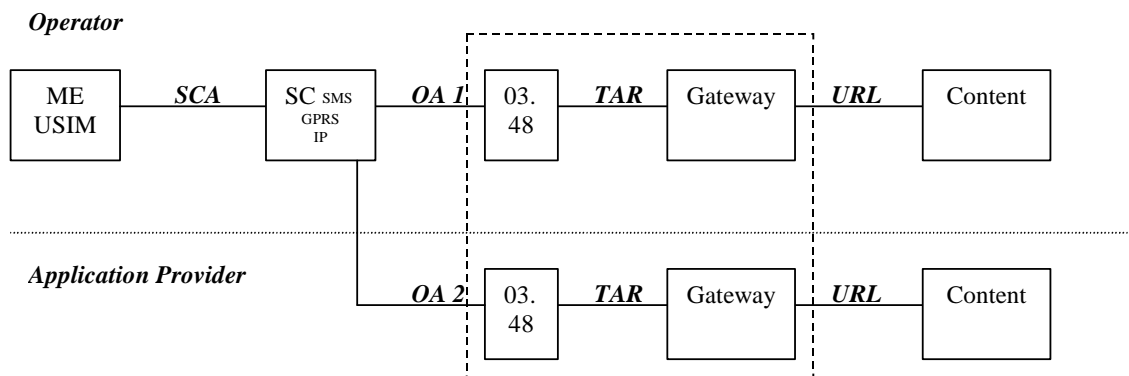 Operator
ME
USIM
SCA
SC SMS
GPRS
IP
OA 1
03.
48
TAR
Gateway
URL
Content
Application Provider
OA 2
03.
48
TAR
Gateway
URL
Content